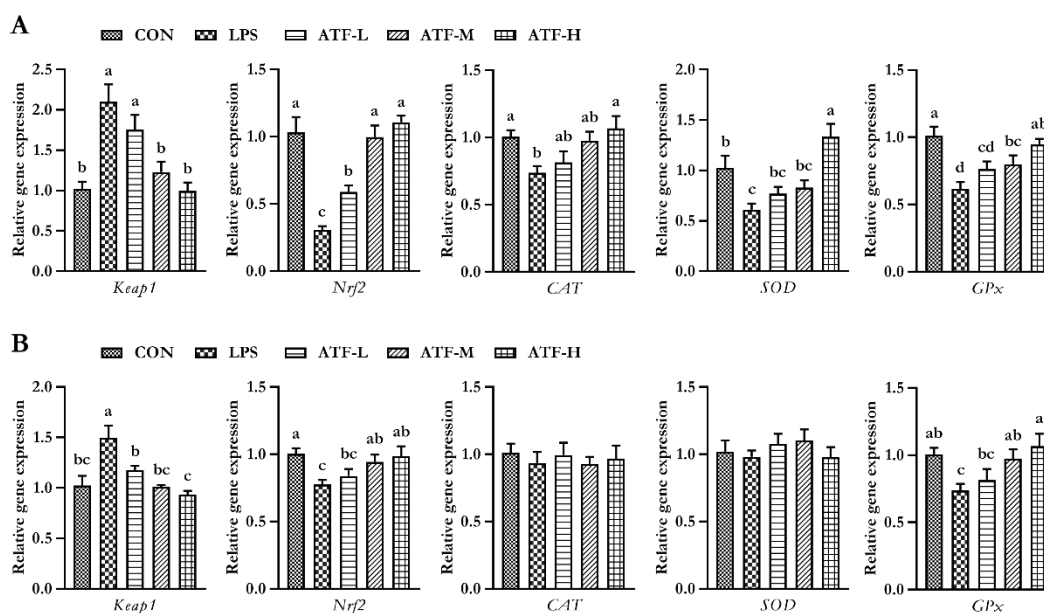 A
CON LPS ATF-L ATF-M ATF-H
Relative gene expression
2.5
2.0
1.5
1.0
0.5
0.0
b a a b b
Keap1
Relative gene expression
1.5
1.0
0.5
0.0
a c b a a
Nrf2
Relative gene expression
1.5
1.0
0.5
0.0
a b ab ab a
CAT
Relative gene expression
2.0
1.5
1.0
0.5
0.0
b c bc bc a
SOD
Relative gene expression
1.5
1.0
0.5
0.0
a d cd bc ab
GPx
B
CON LPS ATF-L ATF-M ATF-H
Relative gene expression
2.0
1.5
1.0
0.5
0.0
bc a b bc c
Keap1
Relative gene expression
1.5
1.0
0.5
0.0
a c bc ab ab
Nrf2
Relative gene expression
1.5
1.0
0.5
0.0
CAT
Relative gene expression
1.5
1.0
0.5
0.0
SOD
Relative gene expression
1.5
1.0
0.5
0.0
ab c bc ab a
GPx